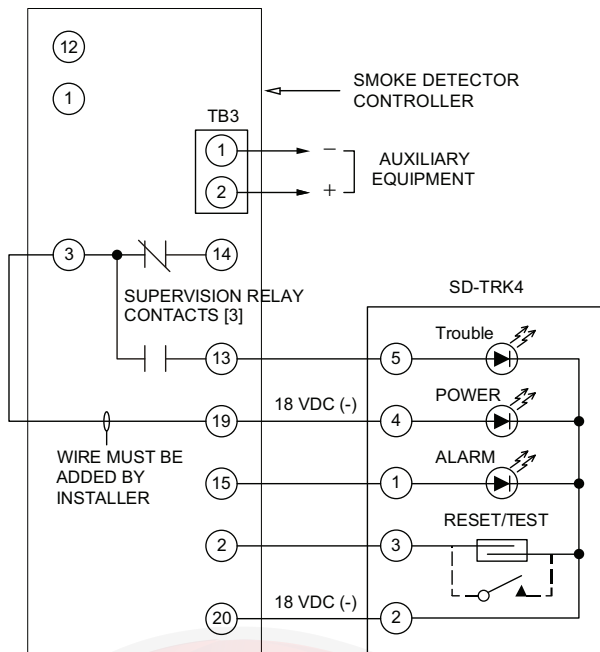 12
1
SMOKE DETECTOR
CONTROLLER
TB3
1
−
2
+
AUXILIARY
EQUIPMENT
3
14
SUPERVISION RELAY
CONTACTS [3]
13
WIRE MUST BE
ADDED BY
INSTALLER
19
18 VDC (-)
15
2
20
18 VDC (-)
SD-TRK4
Trouble
5
POWER
4
ALARM
1
RESET/TEST
3
2